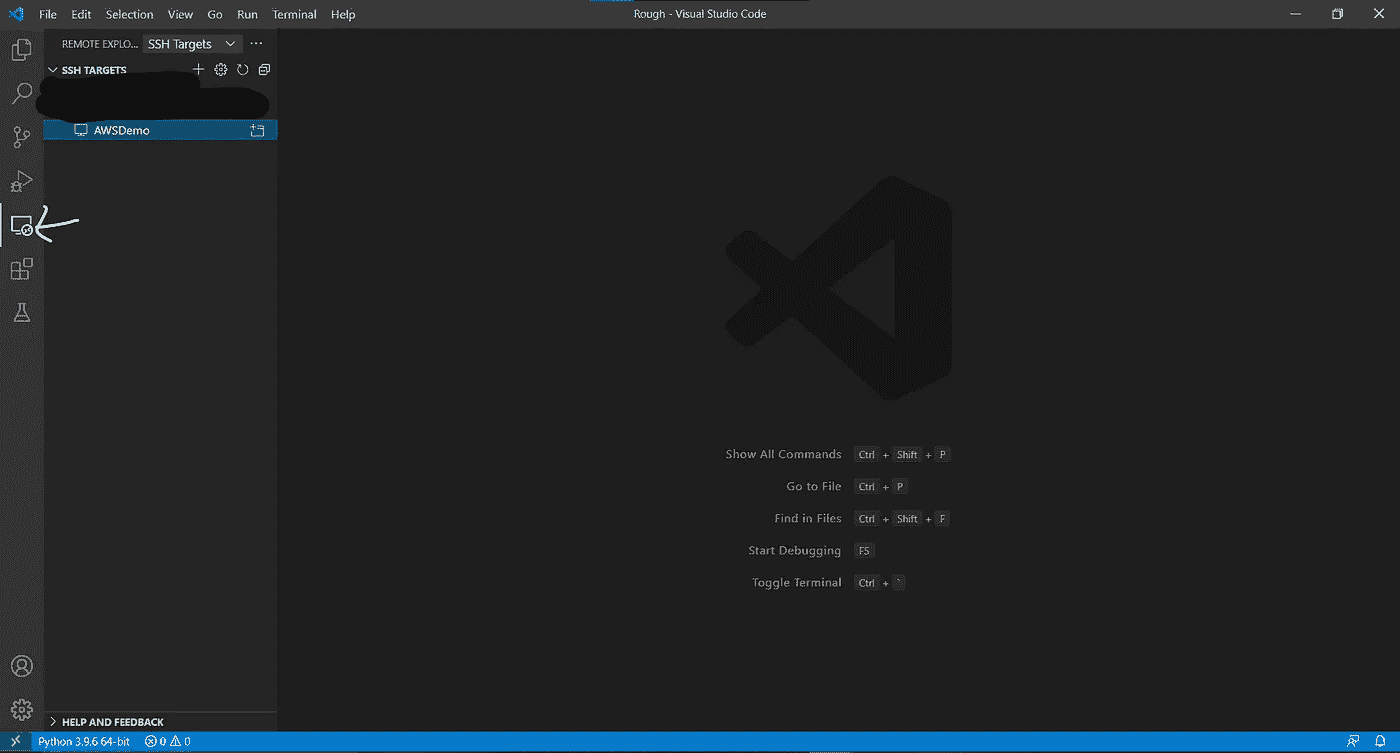 File Edit Selection View Go Run Terminal Help Rough - Visual Studio Code
REMOTE EXPLO... SSH Targets ...
SSH TARGETS
AWSDemo
Show All Commands Ctrl + Shift + P
Go to File Ctrl + P
Find in Files Ctrl + Shift + F
Start Debugging F5
Toggle Terminal Ctrl + `
HELP AND FEEDBACK
Python 3.9.6 64-bit 0 0